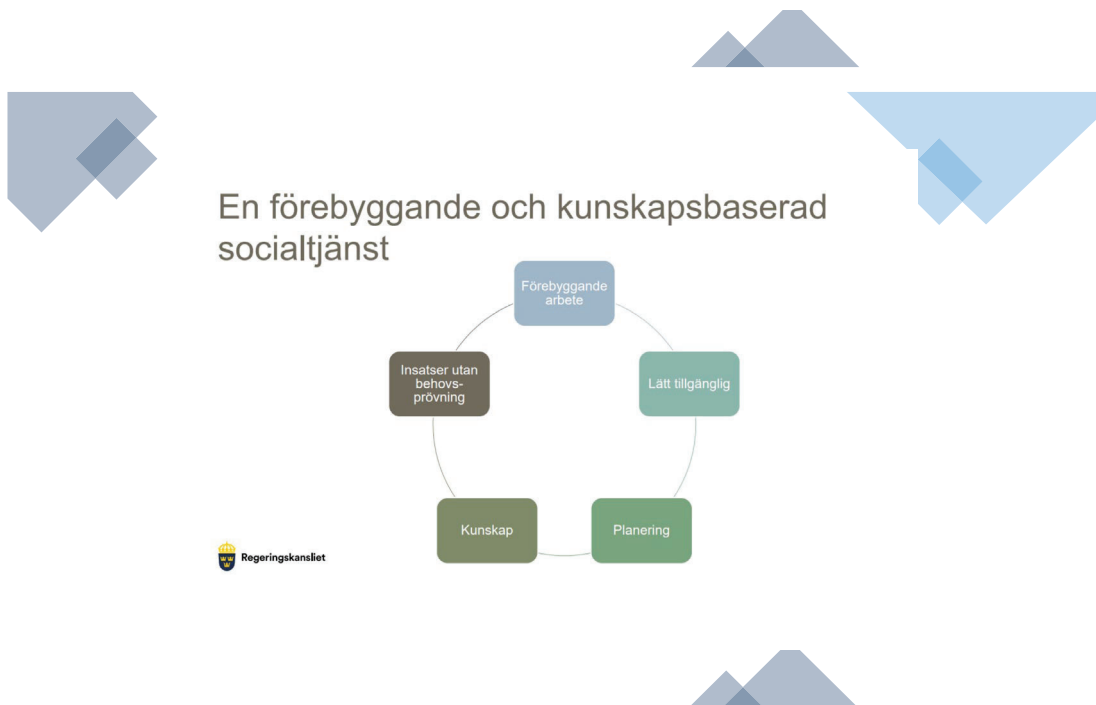 En förebyggande och kunskapsbaserad
socialtjänst
Förebyggande
arbete
Lätt tillgänglig
Planering
Kunskap
Insatser utan
behovs-
prövning
Regeringskansliet